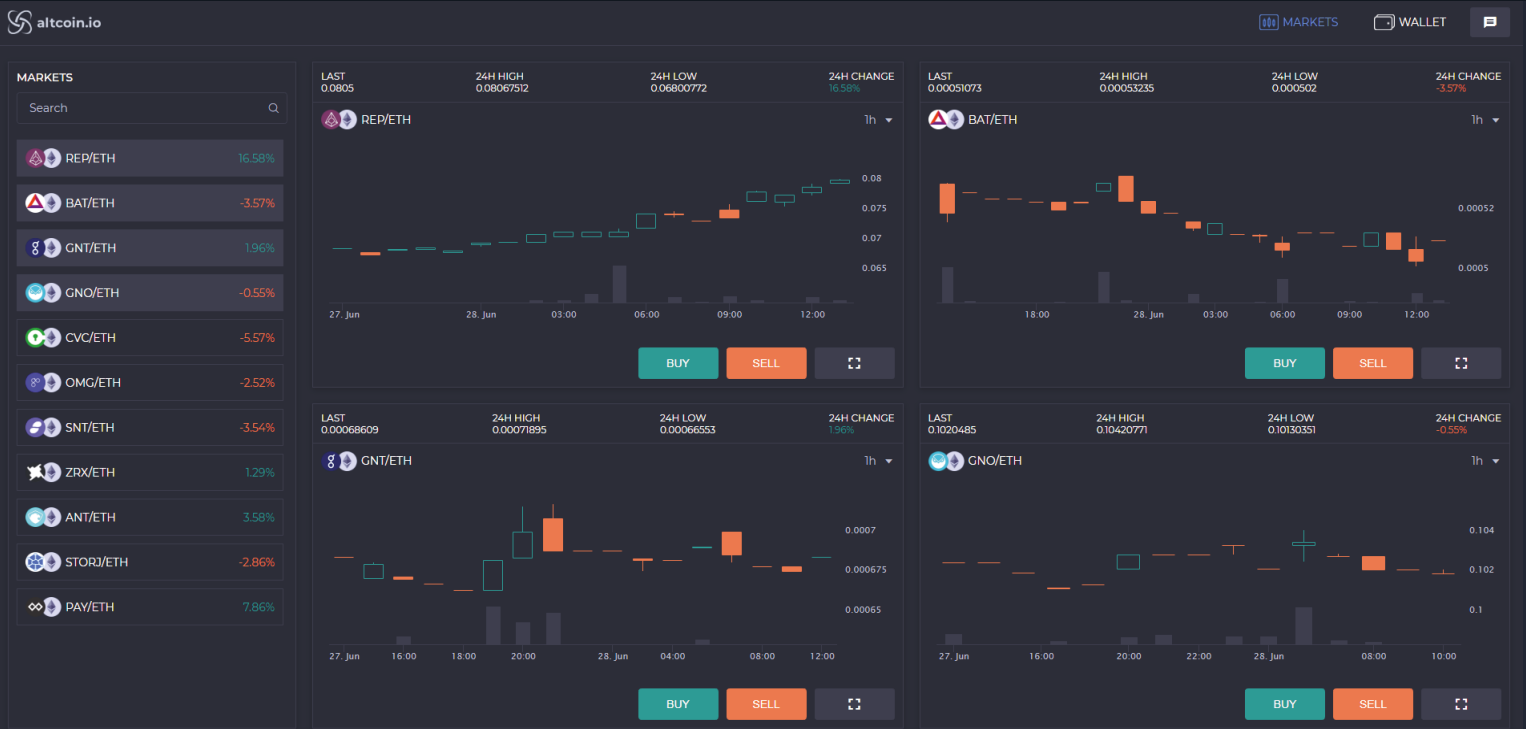 altcoin.io
MARKETS
WALLET
MARKETS
Search
REP/ETH 16.58%
BAT/ETH -3.57%
GNT/ETH 1.96%
GNO/ETH -0.55%
CVC/ETH -5.57%
OMG/ETH -2.52%
SNT/ETH -3.54%
ZRX/ETH 1.29%
ANT/ETH 3.58%
STORJ/ETH -2.86%
PAY/ETH 7.86%
LAST 24H HIGH 24H LOW 24H CHANGE
0.0805 0.08067512 0.06800772 16.58%
REP/ETH 1h
0.08
0.075
0.07
0.065
27. Jun 28. Jun 03:00 06:00 09:00 12:00
BUY SELL
LAST 24H HIGH 24H LOW 24H CHANGE
0.00051073 0.00053235 0.000502 -3.57%
BAT/ETH 1h
0.00052
0.0005
18:00 28. Jun 03:00 06:00 09:00 12:00
BUY SELL
LAST 24H HIGH 24H LOW 24H CHANGE
0.00068609 0.00071895 0.00066553 1.96%
GNT/ETH 1h
0.0007
0.000675
0.00065
27. Jun 16:00 18:00 20:00 28. Jun 04:00 08:00 12:00
BUY SELL
LAST 24H HIGH 24H LOW 24H CHANGE
0.1020485 0.10420771 0.10130351 -0.55%
GNO/ETH 1h
0.104
0.102
0.1
27. Jun 16:00 20:00 22:00 28. Jun 08:00 10:00
BUY SELL